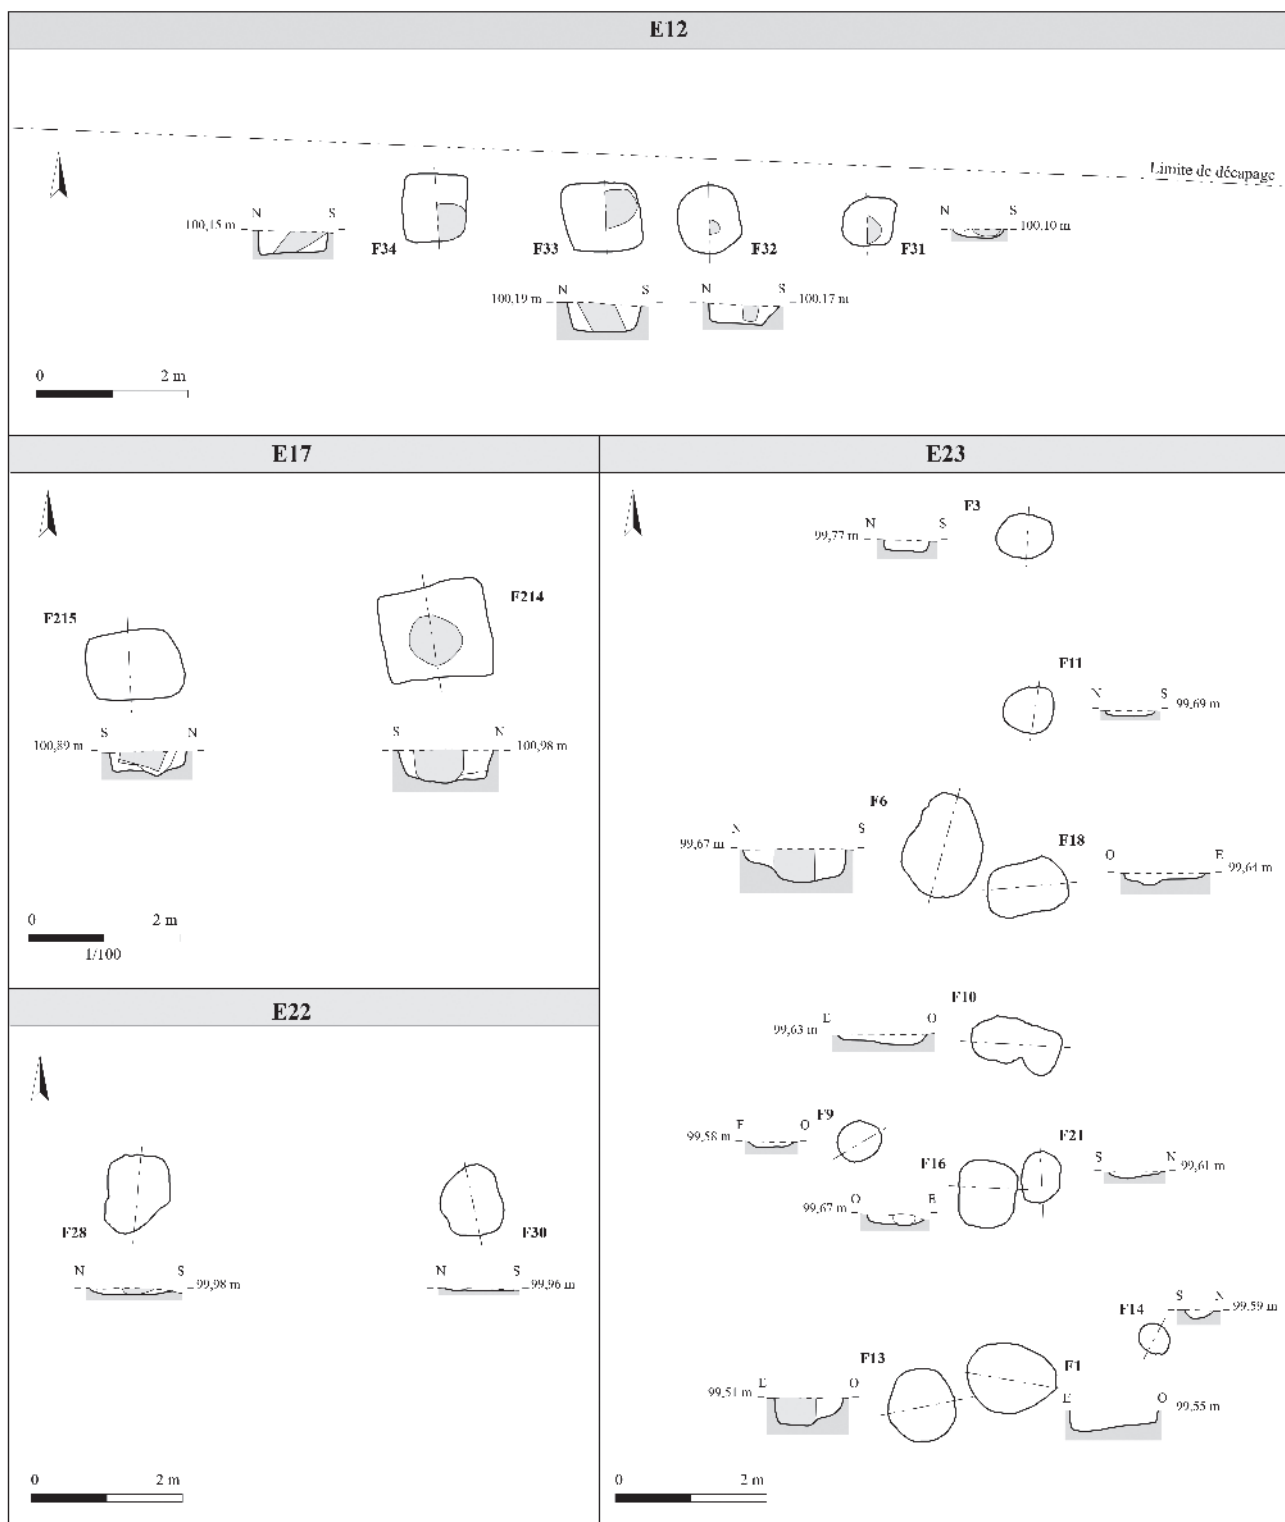 E12
Limite de décapage
N S
100,15 m
F34
F33
F32
F31
N S
100.10 m
N S
100.19 m
N S
100.17 m
0 2 m
E17
F215
F214
S N
100,89 m
S N
100,98 m
0 2 m
1/100
E22
F28
F30
N S
99,98 m
N S
99,96 m
0 2 m
E23
F3
N S
99,77 m
F11
N S
99,69 m
F6
N S
99,67 m
F18
O E
99,64 m
F10
E O
99,63 m
F9
E O
99,58 m
F21
S N
99,61 m
F16
O E
99,67 m
F14
S N
99.59 m
F13
E O
99,51 m
F1
E O
99,55 m
0 2 m